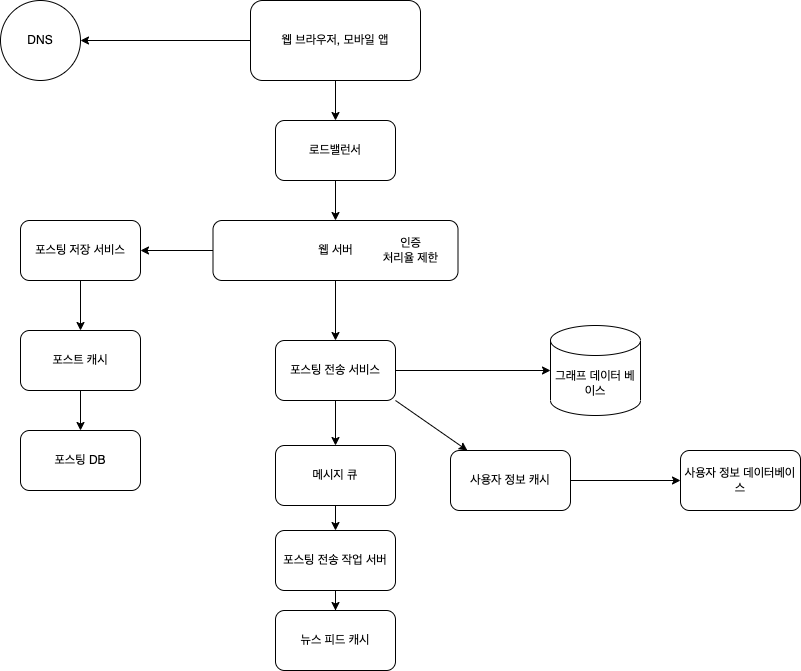 DNS
웹 브라우저, 모바일 앱
로드밸런서
포스팅 저장 서비스
웹 서버
인증
처리율 제한
포스트 캐시
포스팅 전송 서비스
그래프 데이터 베
이스
포스팅 DB
메시지 큐
사용자 정보 캐시
사용자 정보 데이터베이
스
포스팅 전송 작업 서버
뉴스 피드 캐시